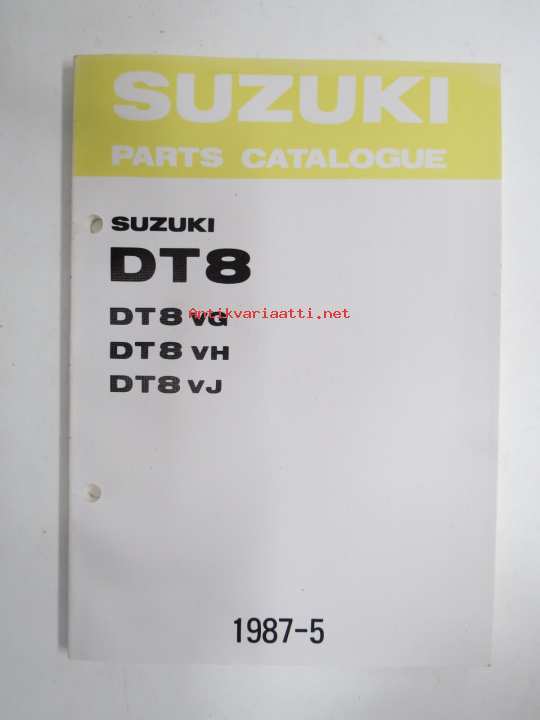 SUZUKI
PARTS CATALOGUE
SUZUKI
DT8
Antikvariaatti.net
DT8 VG
DT8 VH
DT8 VJ
1987-5